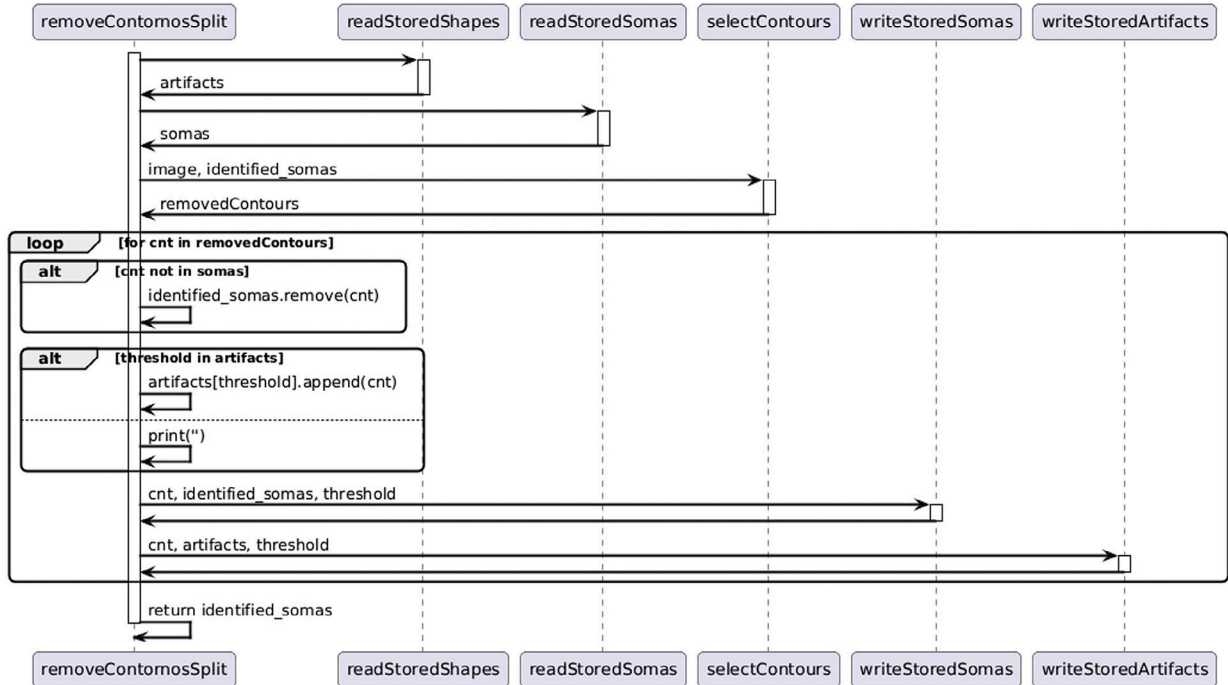 removeContornosSplit readStoredShapes readStoredSomas selectContours writeStoredSomas writeStoredArtifacts
artifacts
somas
image, identified_somas
removedContours
loop [for cnt in removedContours]
alt [cnt not in somas]
identified_somas.remove(cnt)
alt [threshold in artifacts]
artifacts[threshold].append(cnt)
print('')
cnt, identified_somas, threshold
cnt, artifacts, threshold
return identified_somas
removeContornosSplit readStoredShapes readStoredSomas selectContours writeStoredSomas writeStoredArtifacts